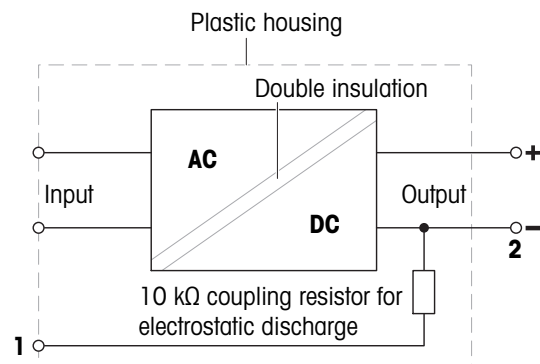 Plastic housing
Double insulation
AC
+
Input
Output
DC
−
2
10 kΩ coupling resistor for
electrostatic discharge
1